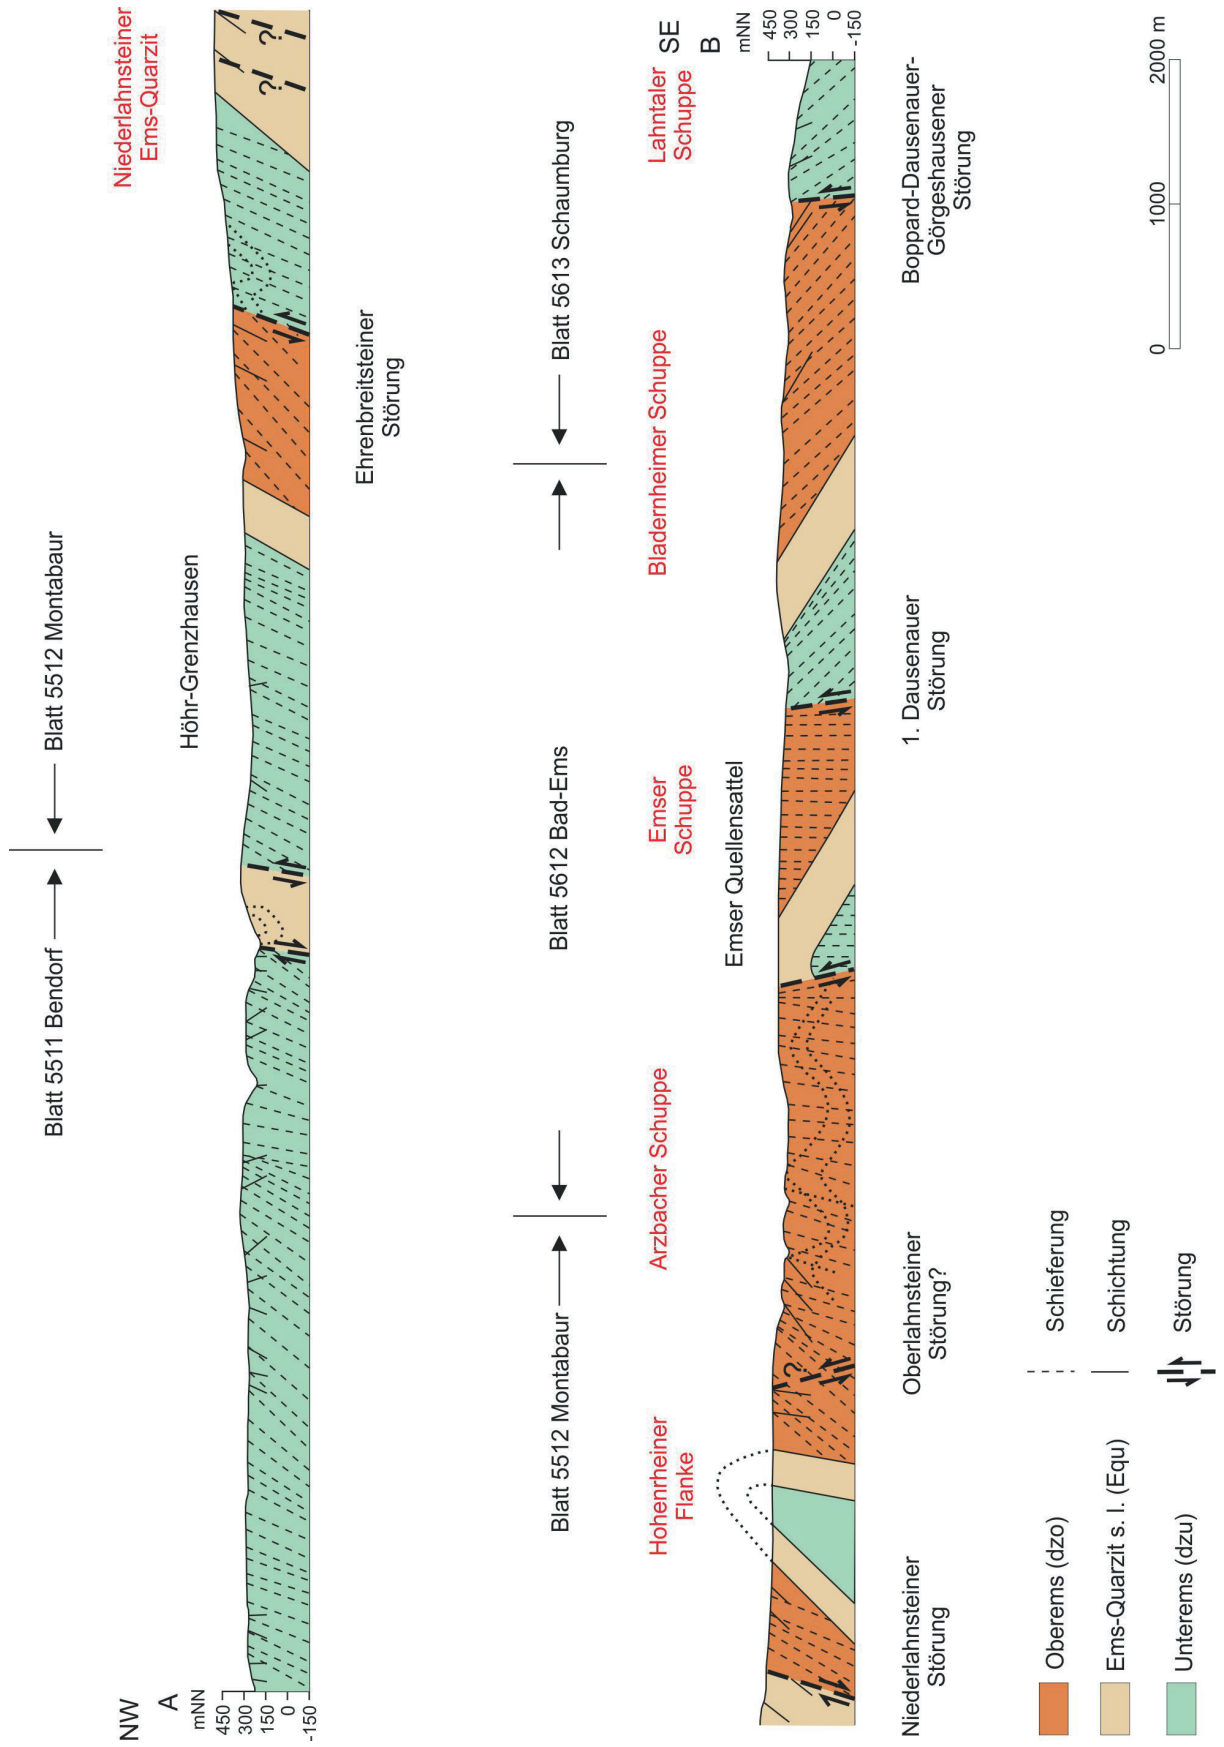 Blatt 5511 Bendorf
Blatt 5512 Montabaur
NW
A
mNN
450
300
150
0
-150
Höhr-Grenzhausen
Niederlahnsteiner
Ems-Quarzit
?
?
Ehrenbreitsteiner
Störung
Blatt 5512 Montabaur
Blatt 5612 Bad-Ems
Blatt 5613 Schaumburg
Hohenrheiner
Flanke
Arzbacher Schuppe
Emser
Schuppe
Bladernheimer Schuppe
Lahntaler
Schuppe
SE
B
mNN
450
300
150
0
-150
Emser Quellensattel
?
Niederlahnsteiner
Störung
Oberlahnsteiner
Störung?
1. Dausenauer
Störung
Boppard-Dausenauer-
Görgeshausener
Störung
Oberems (dzo)
Schieferung
Ems-Quarzit s. l. (Equ)
Schichtung
Unterems (dzu)
Störung
0
1000
2000 m